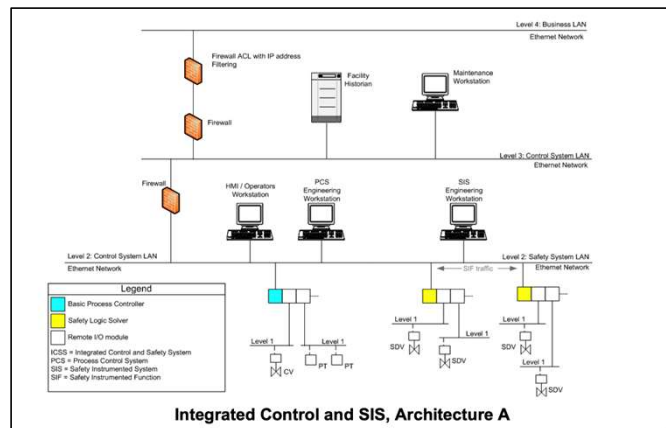 Level 4: Business LAN
Ethernet Network
Firewall ACL with IP address
Filtering
Facility
Historian
Maintenance
Workstation
Firewall
Level 3: Control System LAN
Ethernet Network
Firewall
HMI / Operators
Workstation
PCS
Engineering
Workstation
SIS
Engineering
Workstation
Level 2: Control System LAN
Ethernet Network
Level 2: Safety System LAN
Ethernet Network
SIF traffic
Legend
Basic Process Controller
Safety Logic Solver
Remote I/O module
ICSS = Integrated Control and Safety System
PCS = Process Control System
SIS = Safety Instrumented System
SIF = Safety Instrumented Function
Level 1
Level 1
CV
PT
PT
Level 1
Level 1
SDV
SDV
Level 1
Level 1
SDV
SDV
Integrated Control and SIS, Architecture A